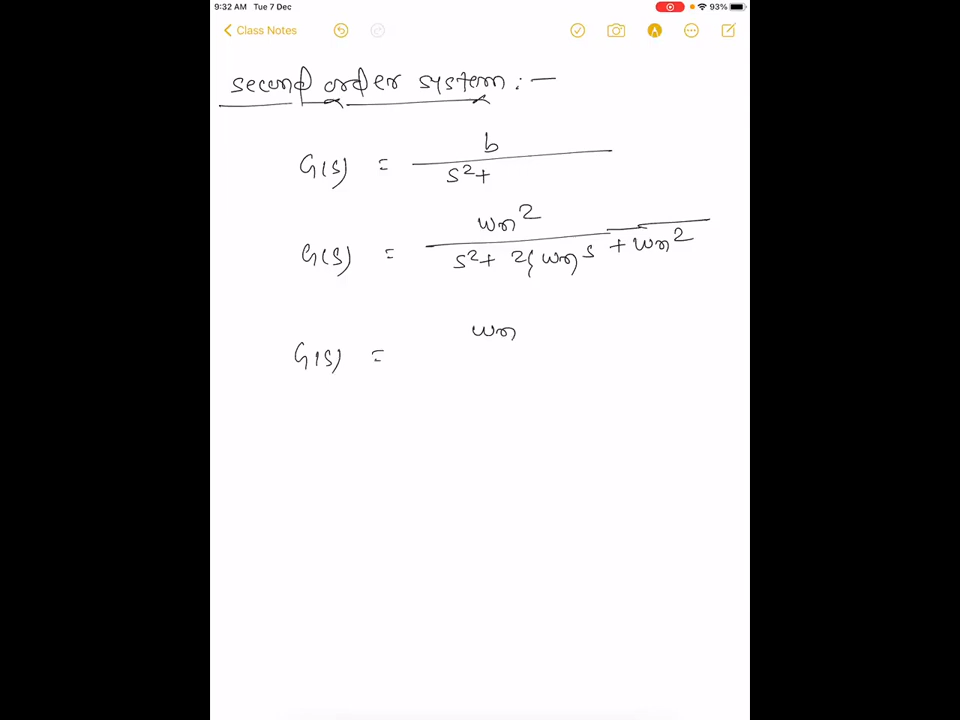 9:32 AM Tue 7 Dec 93%
Class Notes
second order system : —
G(s) = b / s² +
G(s) = ωn² / s² + 2ζωn s + ωn²
G(s) = ωn